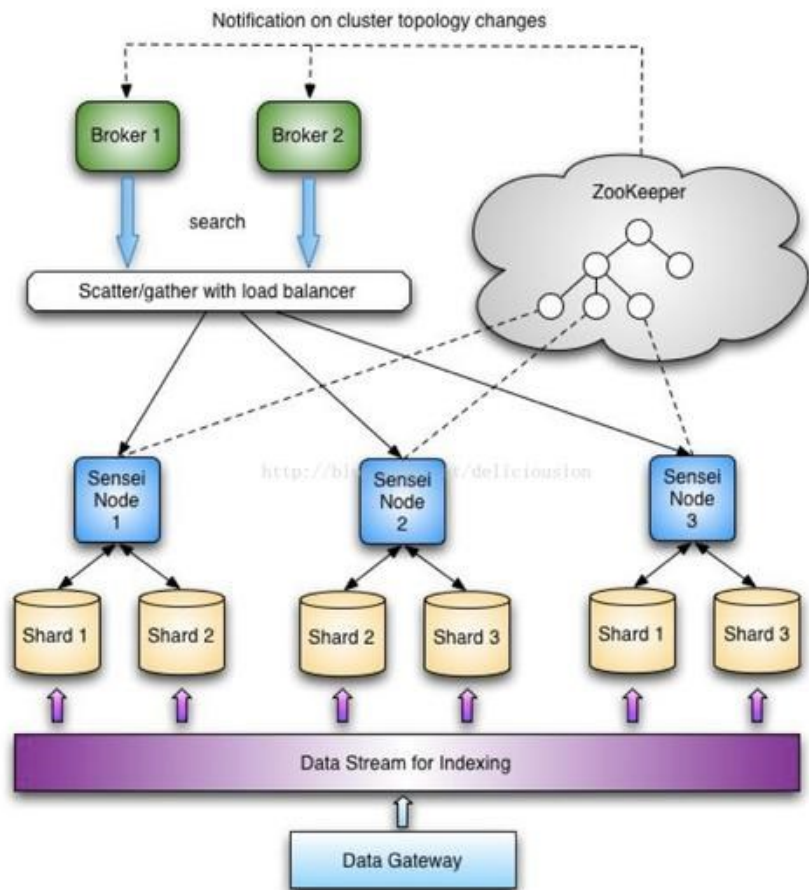 Notification on cluster topology changes
Broker 1
Broker 2
ZooKeeper
search
Scatter/gather with load balancer
Sensei
Node
1
Sensei
Node
2
Sensei
Node
3
Shard 1
Shard 2
Shard 2
Shard 3
Shard 1
Shard 3
Data Stream for Indexing
Data Gateway